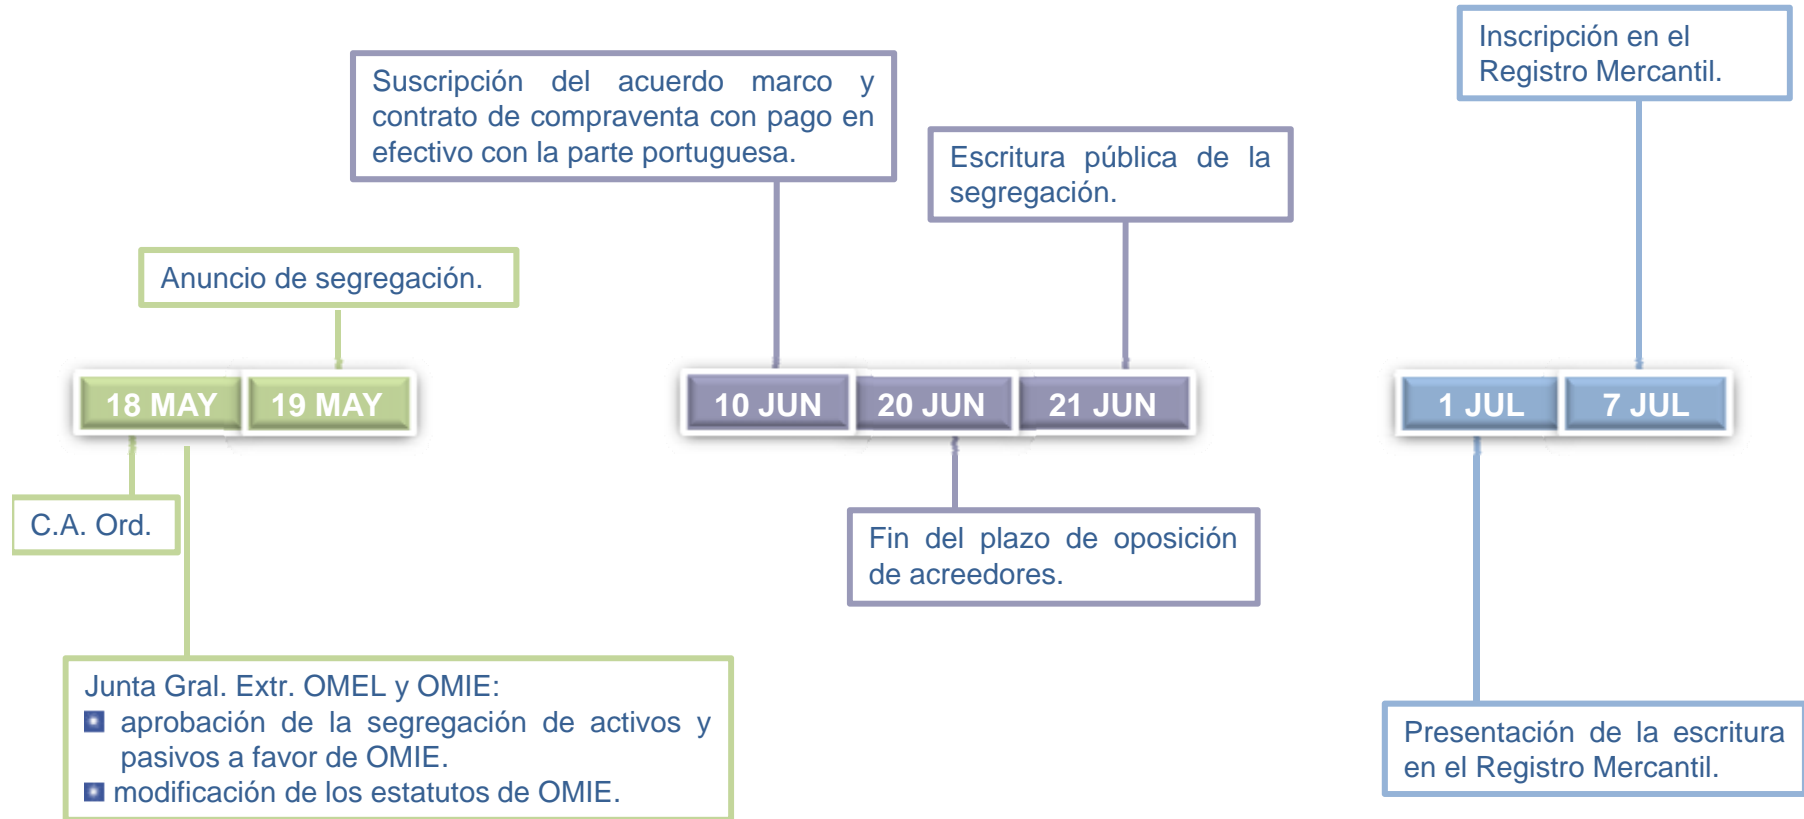 Inscripción en el
Registro Mercantil.
Suscripción del acuerdo marco y
contrato de compraventa con pago en
efectivo con la parte portuguesa.
Escritura pública de la
segregación.
Anuncio de segregación.
18 MAY
19 MAY
10 JUN
20 JUN
21 JUN
1 JUL
7 JUL
C.A. Ord.
Fin del plazo de oposición
de acreedores.
Junta Gral. Extr. OMEL y OMIE:
aprobación de la segregación de activos y
pasivos a favor de OMIE.
modificación de los estatutos de OMIE.
Presentación de la escritura
en el Registro Mercantil.